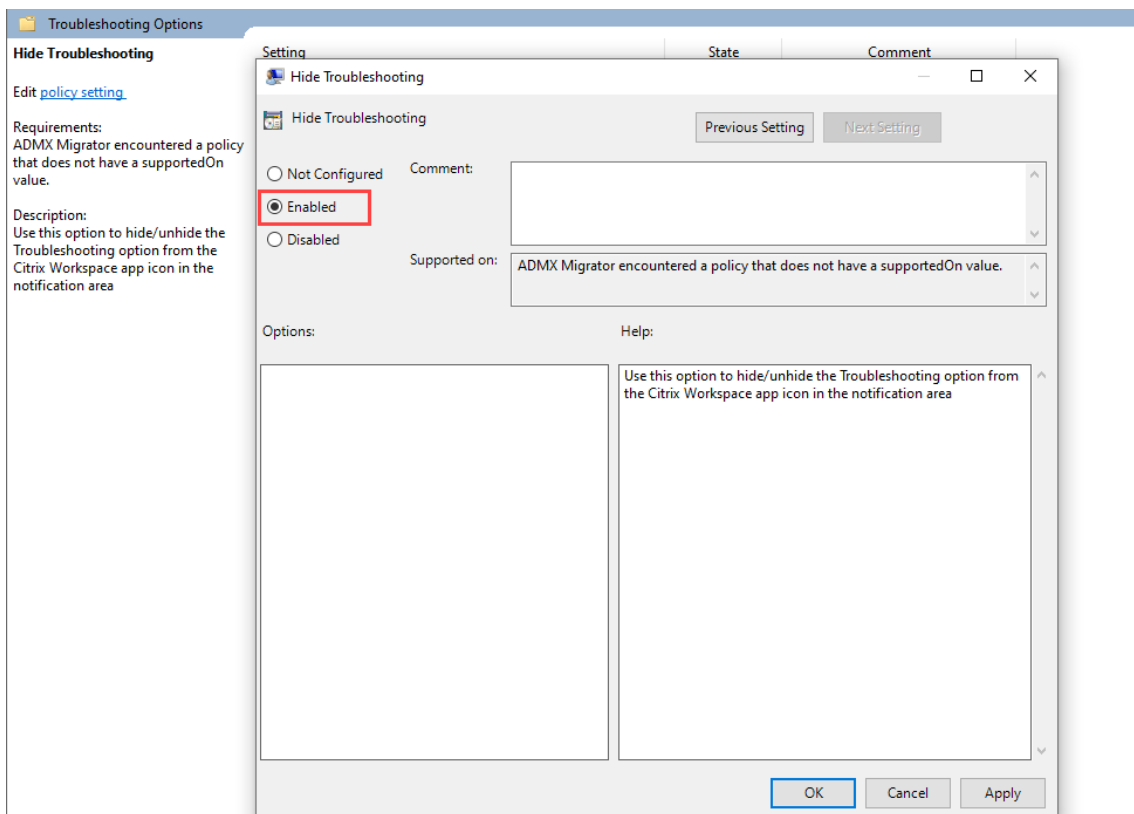 Troubleshooting Options
Hide Troubleshooting
Edit policy setting
Requirements:
ADMX Migrator encountered a policy
that does not have a supportedOn
value.
Description:
Use this option to hide/unhide the
Troubleshooting option from the
Citrix Workspace app icon in the
notification area
Setting State Comment
Hide Troubleshooting
Hide Troubleshooting
Previous Setting Next Setting
Not Configured
Enabled
Disabled
Comment:
Supported on:
ADMX Migrator encountered a policy that does not have a supportedOn value.
Options:
Help:
Use this option to hide/unhide the Troubleshooting option from
the Citrix Workspace app icon in the notification area
OK Cancel Apply